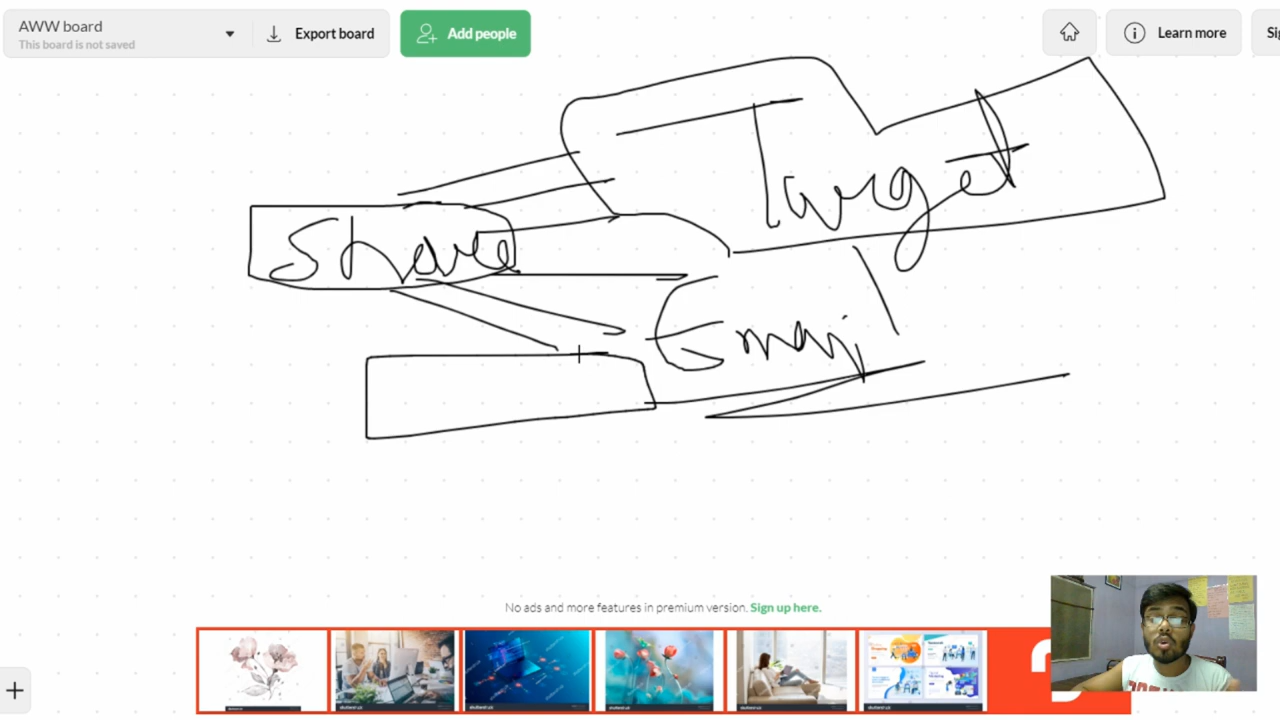 AWW board
This board is not saved
Export board
Add people
Learn more
Sig
Target
Share
Email
No ads and more features in premium version. Sign up here.